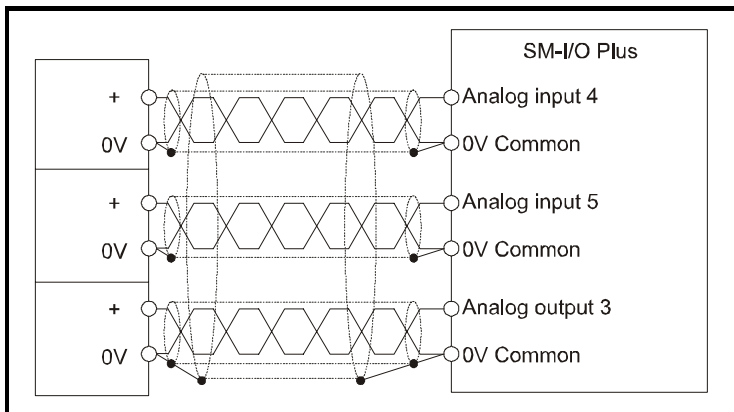 SM-I/O Plus
+ Analog input 4
0V 0V Common
+ Analog input 5
0V 0V Common
+ Analog output 3
0V 0V Common